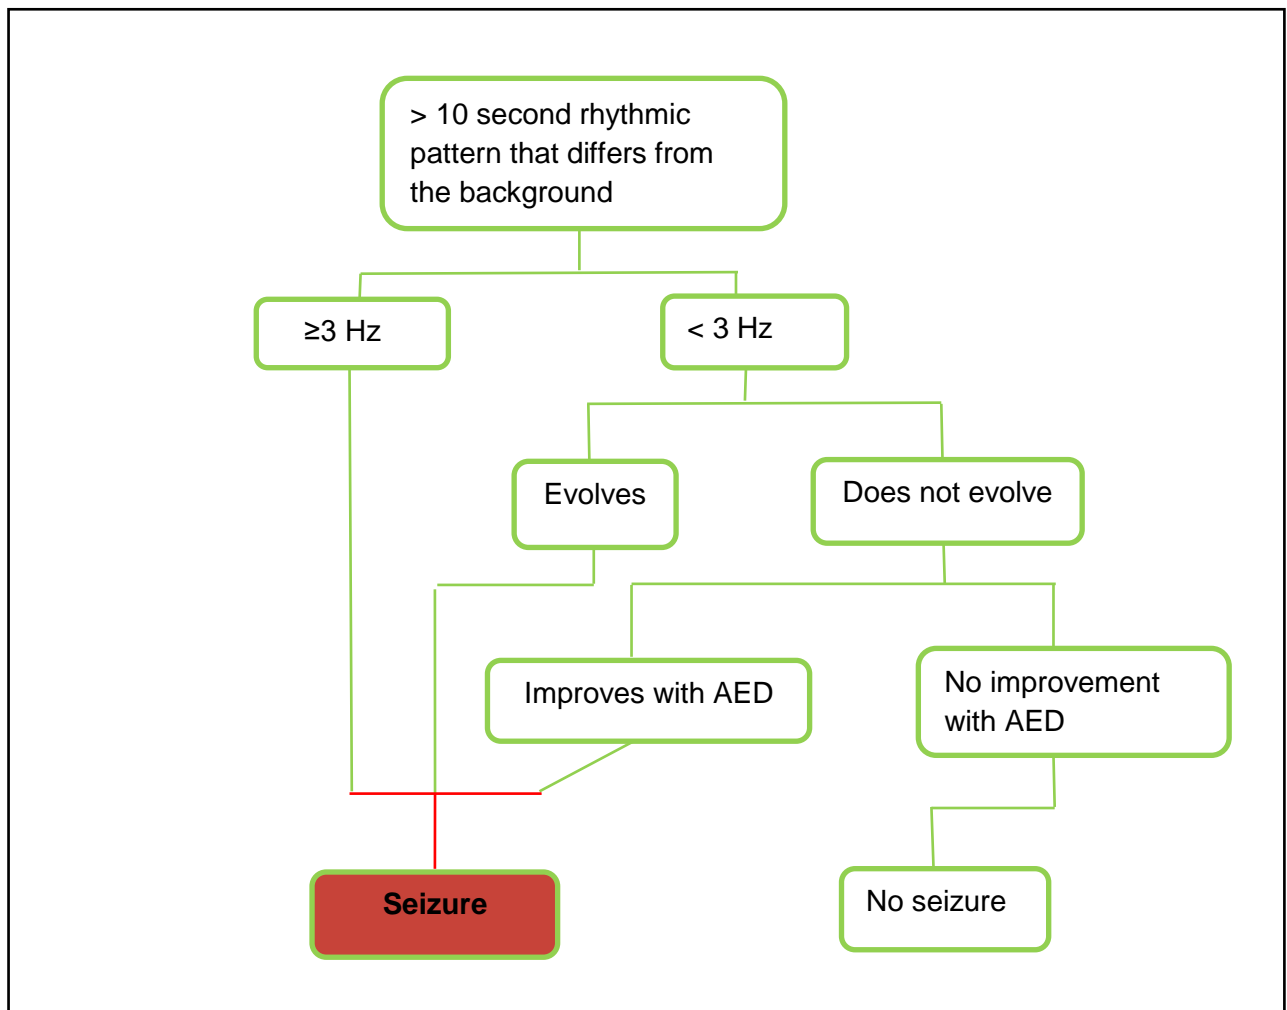 > 10 second rhythmic
pattern that differs from
the background
≥3 Hz
< 3 Hz
Evolves
Does not evolve
Improves with AED
No improvement
with AED
Seizure
No seizure